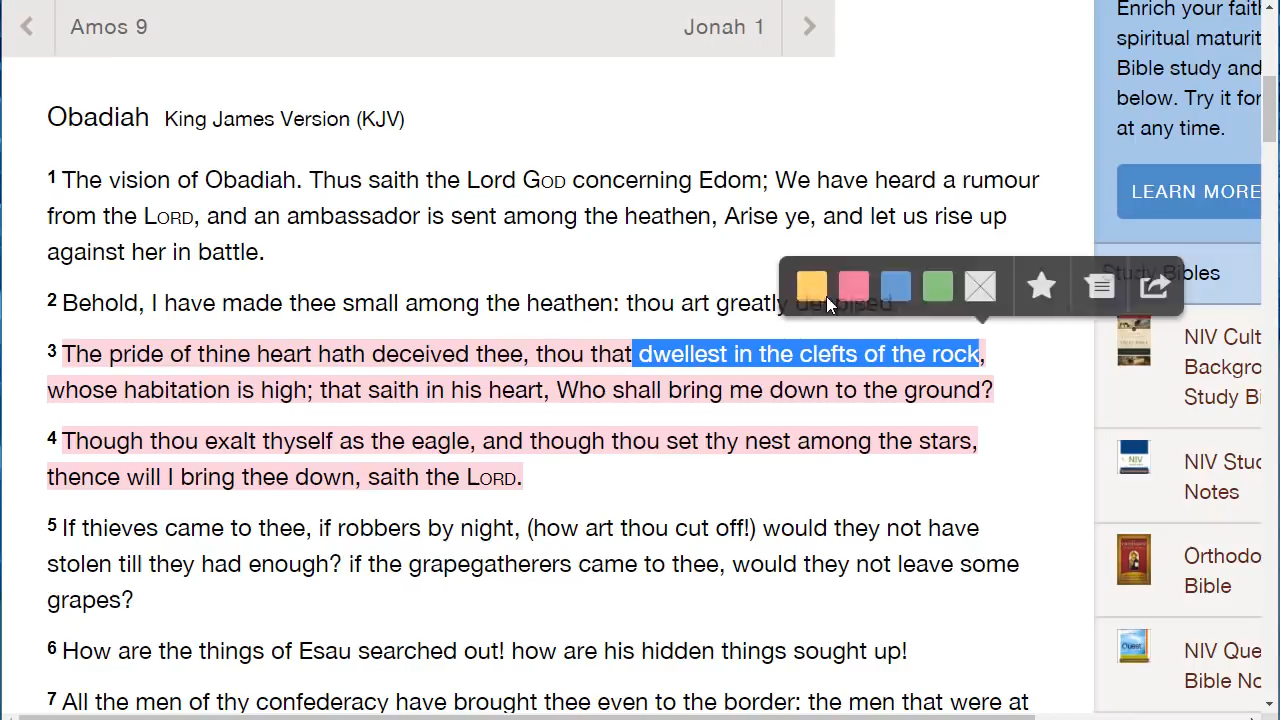 Amos 9
Jonah 1
Obadiah King James Version (KJV)
1 The vision of Obadiah. Thus saith the Lord GOD concerning Edom; We have heard a rumour
from the LORD, and an ambassador is sent among the heathen, Arise ye, and let us rise up
against her in battle.
2 Behold, I have made thee small among the heathen: thou art greatly despised.
3 The pride of thine heart hath deceived thee, thou that dwellest in the clefts of the rock,
whose habitation is high; that saith in his heart, Who shall bring me down to the ground?
4 Though thou exalt thyself as the eagle, and though thou set thy nest among the stars,
thence will I bring thee down, saith the LORD.
5 If thieves came to thee, if robbers by night, (how art thou cut off!) would they not have
stolen till they had enough? if the grapegatherers came to thee, would they not leave some
grapes?
6 How are the things of Esau searched out! how are his hidden things sought up!
7 All the men of thy confederacy have brought thee even to the border: the men that were at
Enrich your fait
spiritual maturit
Bible study and
below. Try it for
at any time.
LEARN MORE
Study Bibles
NIV Cult
Backgro
Study Bi
NIV Stud
Notes
Orthodo
Bible
NIV Que
Bible No